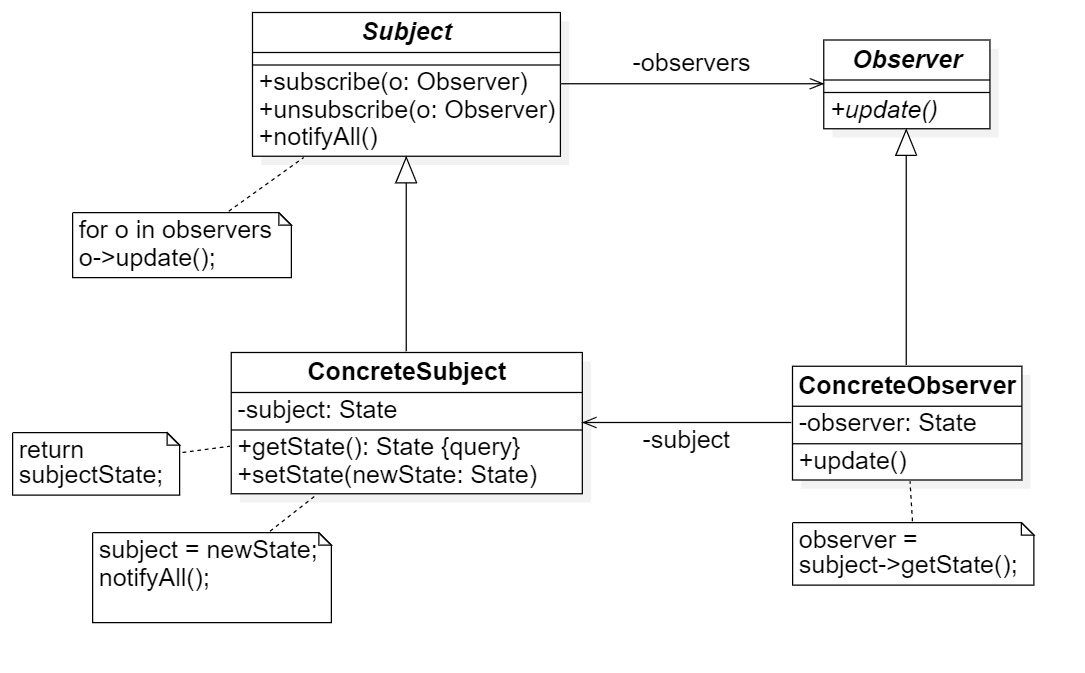 Subject
+subscribe(o: Observer)
+unsubscribe(o: Observer)
+notifyAll()
-observers
Observer
+update()
for o in observers
o->update();
ConcreteSubject
-subject: State
+getState(): State {query}
+setState(newState: State)
-subject
ConcreteObserver
-observer: State
+update()
return
subjectState;
subject = newState;
notifyAll();
observer =
subject->getState();